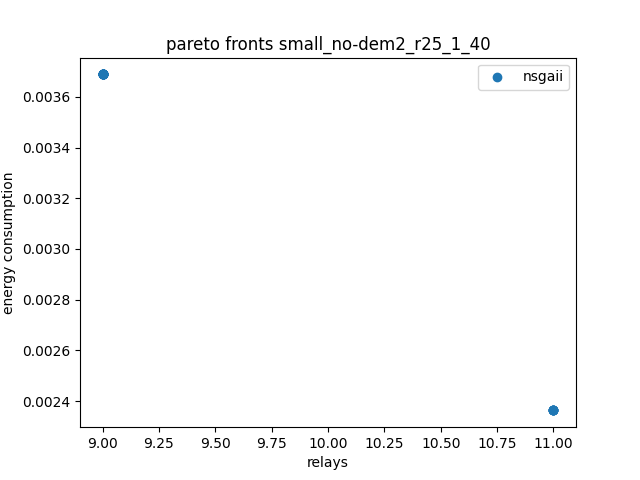 pareto fronts small_no-dem2_r25_1_40
nsgaii
energy consumption
0.0036
0.0034
0.0032
0.0030
0.0028
0.0026
0.0024
9.00 9.25 9.50 9.75 10.00 10.25 10.50 10.75 11.00
relays